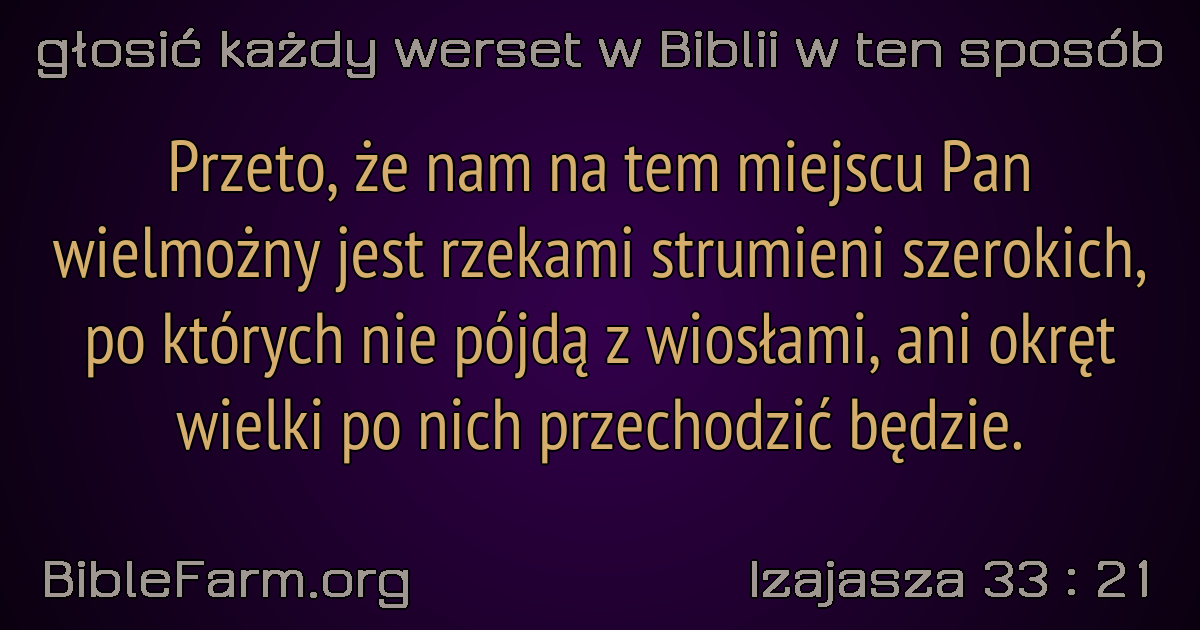 głosić każdy werset w Biblii w ten sposób
Przeto, że nam na tem miejscu Pan
wielmożny jest rzekami strumieni szerokich,
po których nie pójdą z wiosłami, ani okręt
wielki po nich przechodzić będzie.
BibleFarm.org
Izajasza 33 : 21